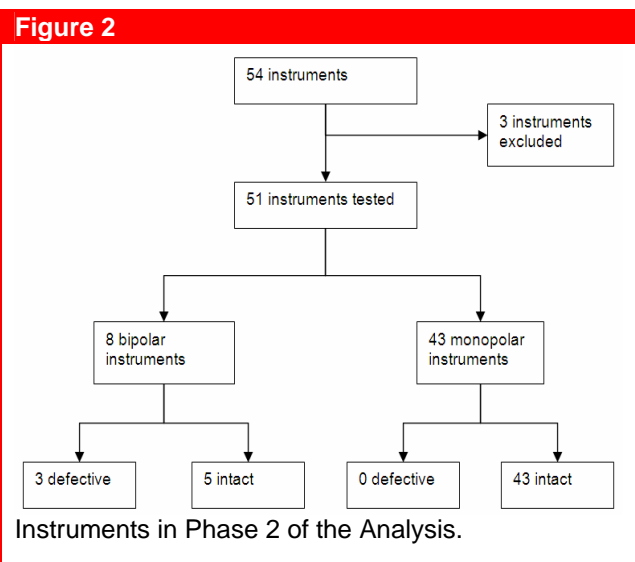 Figure 2
54 instruments
3 instruments
excluded
51 instruments tested
8 bipolar
instruments
43 monopolar
instruments
3 defective
5 intact
0 defective
43 intact
Instruments in Phase 2 of the Analysis.